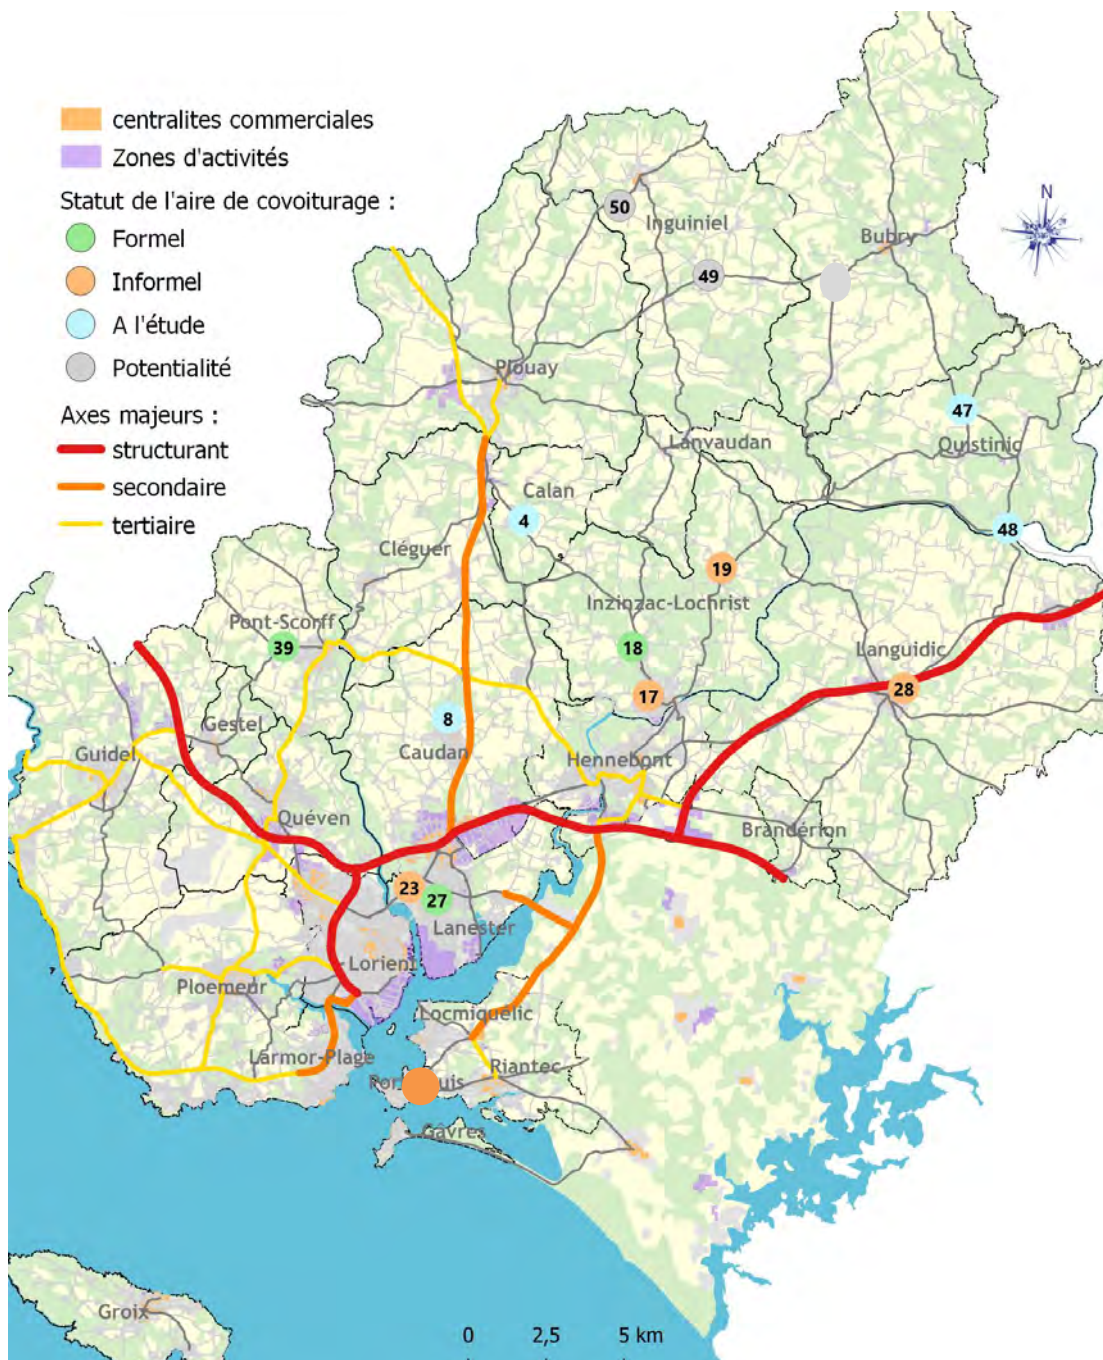 centralites commerciales
Zones d'activités
Statut de l'aire de covoiturage :
Formel
Informel
A l'étude
Potentialité
Axes majeurs :
structurant
secondaire
tertiaire
N
50
Inguiniel
Bubry
49
Plouay
47
Quistinic
Lanvaudan
Calan
4
48
Cléguer
19
Inzinzac-Lochrist
Pont-Scorff
39
18
Languidic
17
28
8
Gestel
Guidel
Caudan
Hennebont
Quéven
Brandérion
23
27
Lanester
Lorient
Ploemeur
Locmiquélic
Larmor-Plage
Riantec
Gâvres
Groix
0 2,5 5 km